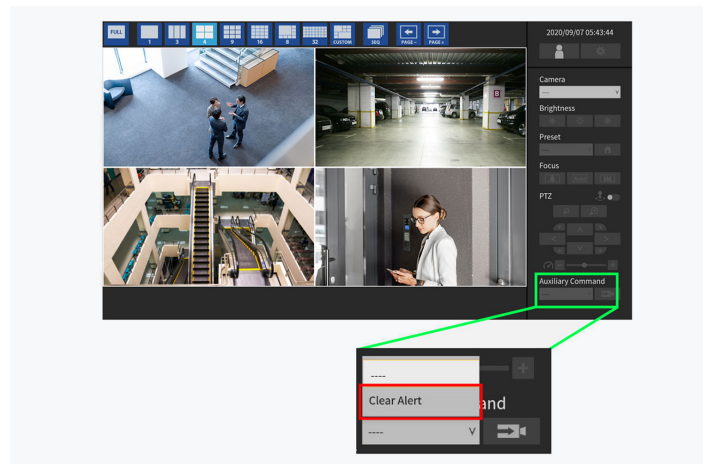 FULL 1 3 4 9 16 8 32 CUSTOM SEQ PAGE - PAGE +
2020/09/07 05:43:44
Camera
---- V
Brightness
Preset
---
Focus
PTZ
8
Auxiliary Command
---
----
Clear Alert
and
---- V